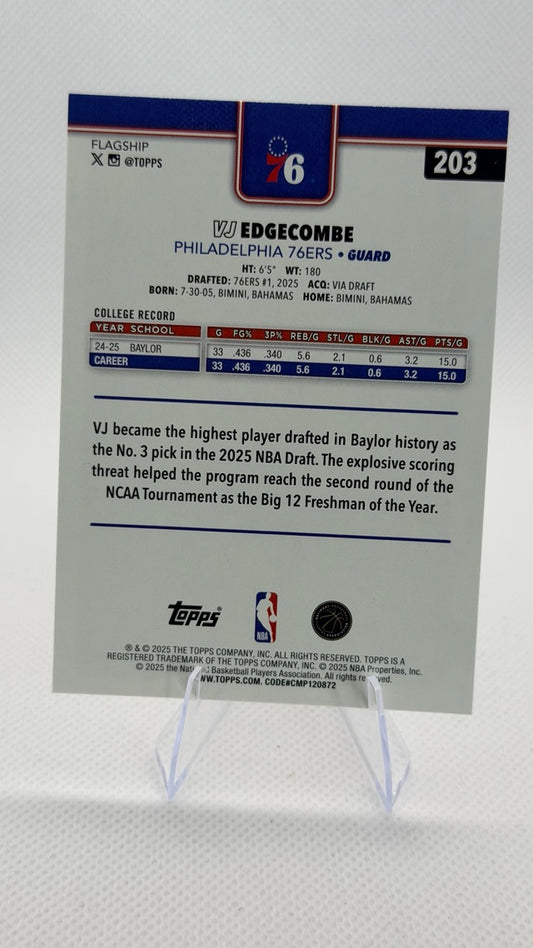 FLAGSHIP
X @TOPPS
76
203
VJ EDGECOMBE
PHILADELPHIA 76ERS • GUARD
HT: 6'5" WT: 180
DRAFTED: 76ERS #1, 2025 ACQ: VIA DRAFT
BORN: 7-30-05, BIMINI, BAHAMAS HOME: BIMINI, BAHAMAS
COLLEGE RECORD
YEAR SCHOOL G FG% 3P% REB/G STL/G BLK/G AST/G PTS/G
24-25 BAYLOR 33 .436 .340 5.6 2.1 0.6 3.2 15.0
CAREER 33 .436 .340 5.6 2.1 0.6 3.2 15.0
VJ became the highest player drafted in Baylor history as
the No. 3 pick in the 2025 NBA Draft. The explosive scoring
threat helped the program reach the second round of the
NCAA Tournament as the Big 12 Freshman of the Year.
Topps®
NBA
® & © 2025 THE TOPPS COMPANY, INC. ALL RIGHTS RESERVED. TOPPS IS A
REGISTERED TRADEMARK OF THE TOPPS COMPANY, INC. © 2025 NBA Properties, Inc.
© 2025 the National Basketball Players Association. All rights reserved.
WWW.TOPPS.COM. CODE#CMP120872